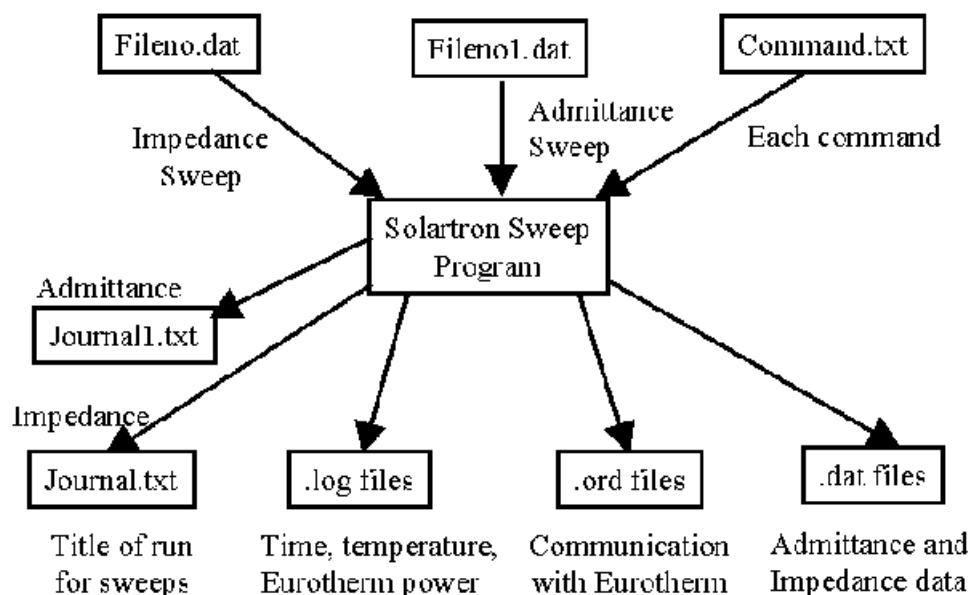 Fileno.dat
Fileno1.dat
Command.txt
Impedance
Sweep
Admittance
Sweep
Each command
Solartron Sweep
Program
Admittance
Journal1.txt
Impedance
Journal.txt
.log files
.ord files
.dat files
Title of run
for sweeps
Time, temperature,
Eurotherm power
Communication
with Eurotherm
Admittance and
Impedance data